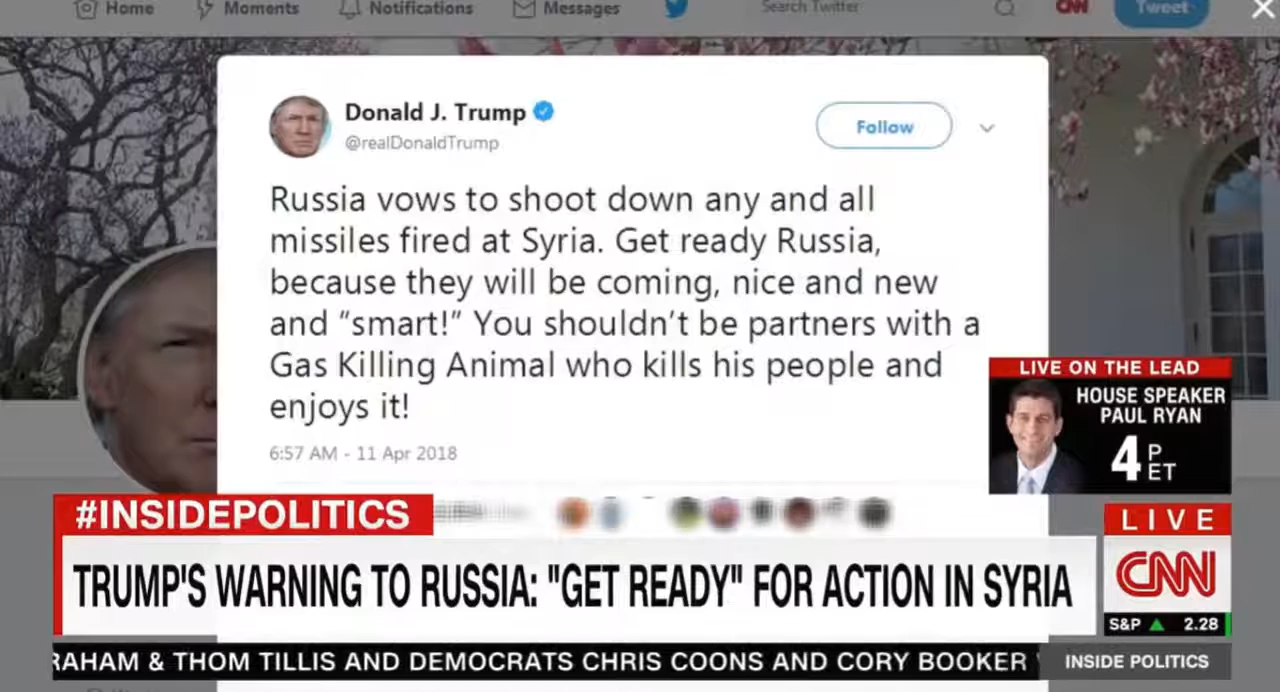 Home Moments Notifications Messages Search Twitter CNN Tweet
Donald J. Trump
@realDonaldTrump
Follow
Russia vows to shoot down any and all
missiles fired at Syria. Get ready Russia,
because they will be coming, nice and new
and “smart!” You shouldn’t be partners with a
Gas Killing Animal who kills his people and
enjoys it!
6:57 AM - 11 Apr 2018
LIVE ON THE LEAD
HOUSE SPEAKER
PAUL RYAN
4 P ET
#INSIDEPOLITICS
TRUMP'S WARNING TO RUSSIA: "GET READY" FOR ACTION IN SYRIA
LIVE
CNN
S&P ▲ 2.28
RAHAM & THOM TILLIS AND DEMOCRATS CHRIS COONS AND CORY BOOKER
INSIDE POLITICS